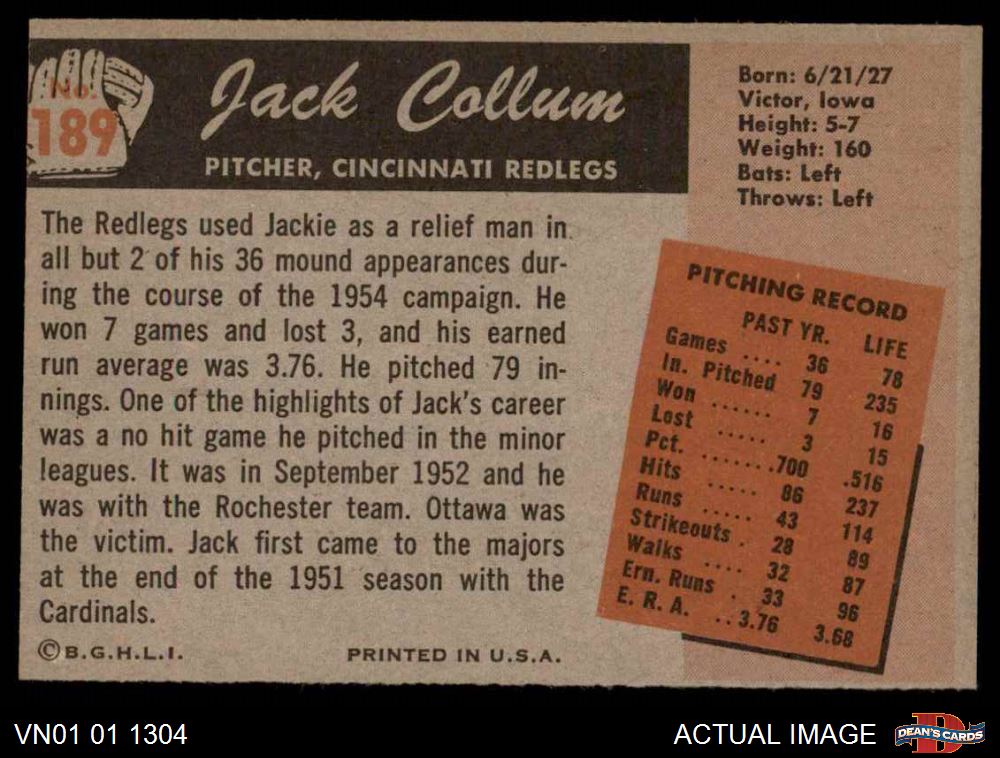 No.
189
Jack Collum
PITCHER, CINCINNATI REDLEGS
Born: 6/21/27
Victor, Iowa
Height: 5-7
Weight: 160
Bats: Left
Throws: Left
The Redlegs used Jackie as a relief man in
all but 2 of his 36 mound appearances dur-
ing the course of the 1954 campaign. He
won 7 games and lost 3, and his earned
run average was 3.76. He pitched 79 in-
nings. One of the highlights of Jack's career
was a no hit game he pitched in the minor
leagues. It was in September 1952 and he
was with the Rochester team. Ottawa was
the victim. Jack first came to the majors
at the end of the 1951 season with the
Cardinals.
PITCHING RECORD
PAST YR. LIFE
Games .... 36 78
In. Pitched 79 235
Won ...... 7 16
Lost ..... 3 15
Pct. .......700 .516
Hits ..... 86 237
Runs ..... 43 114
Strikeouts . 28 89
Walks .... 32 87
Ern. Runs . 33 96
E. R. A. ..3.76 3.68
©B.G.H.L.I. PRINTED IN U.S.A.
VN01 01 1304 ACTUAL IMAGE D DEAN'S CARDS